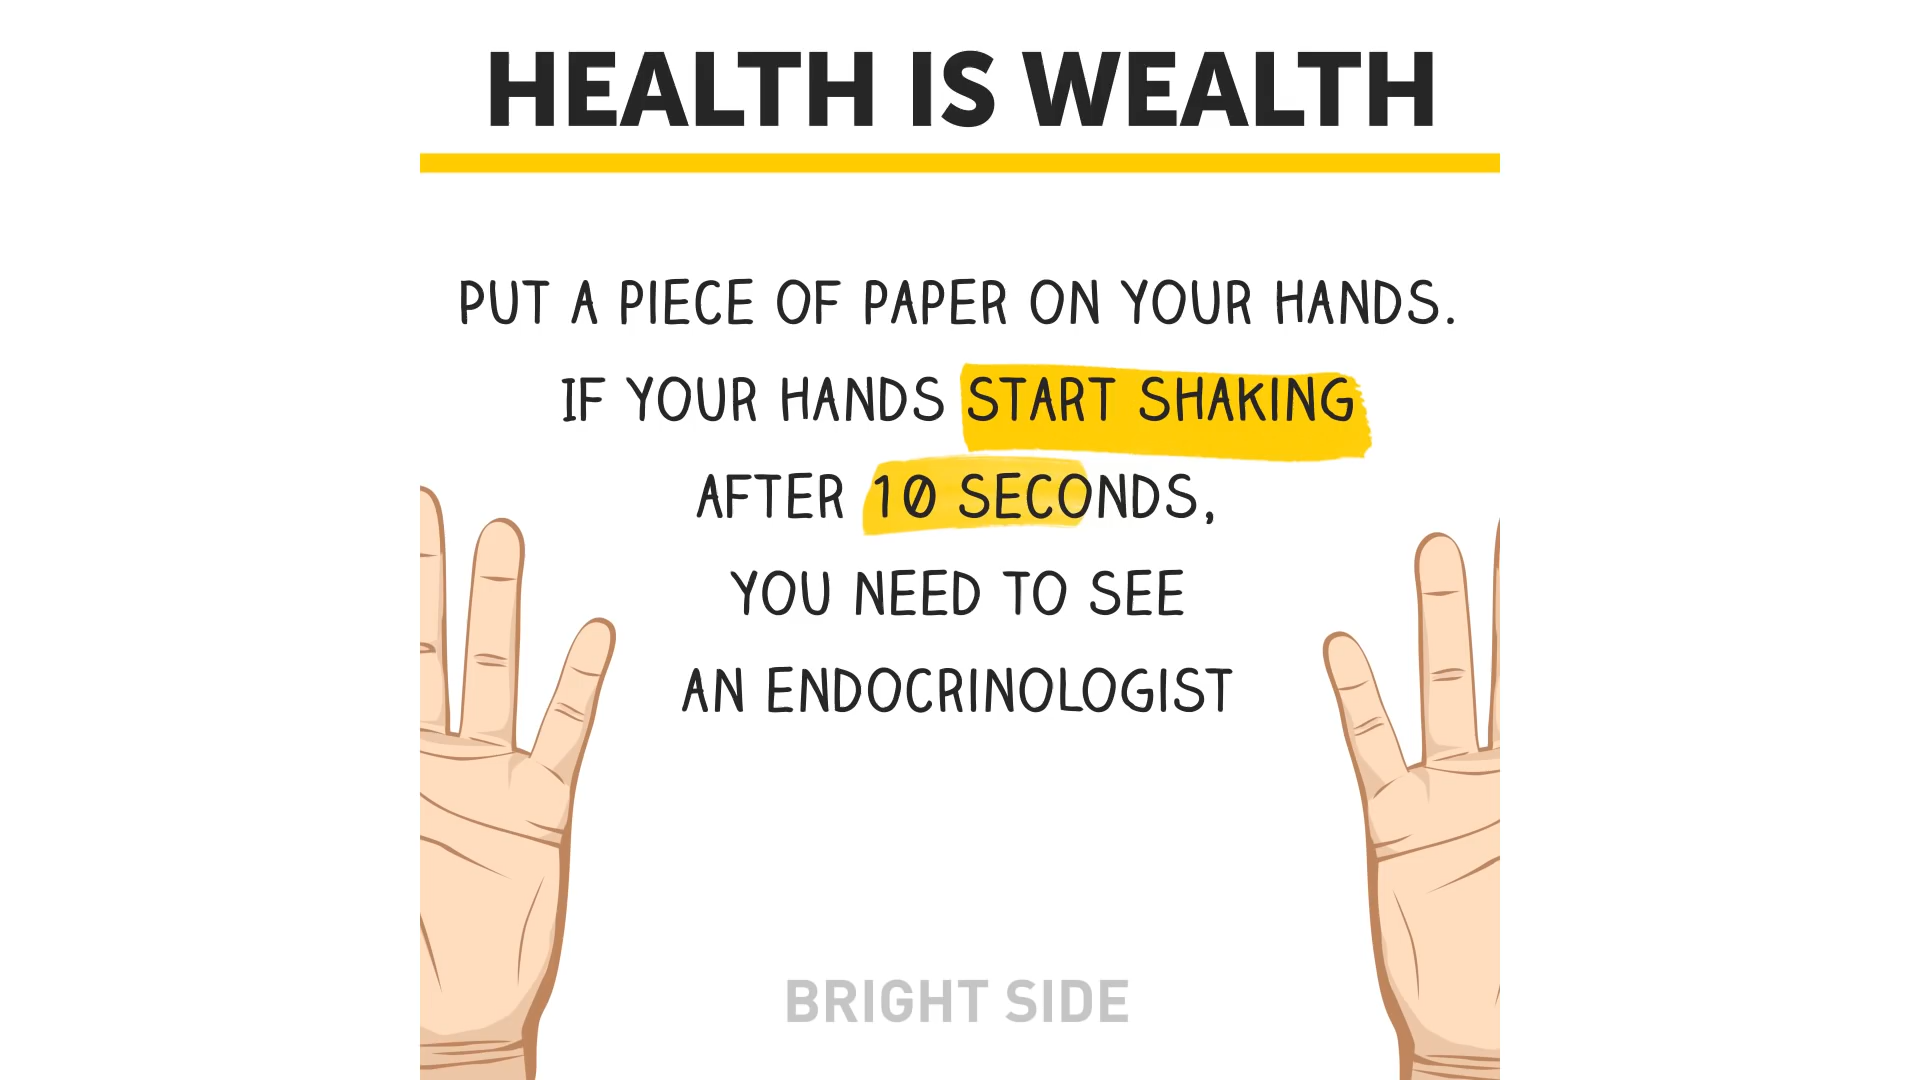 HEALTH IS WEALTH
PUT A PIECE OF PAPER ON YOUR HANDS.
IF YOUR HANDS START SHAKING
AFTER 10 SECONDS,
YOU NEED TO SEE
AN ENDOCRINOLOGIST
BRIGHT SIDE